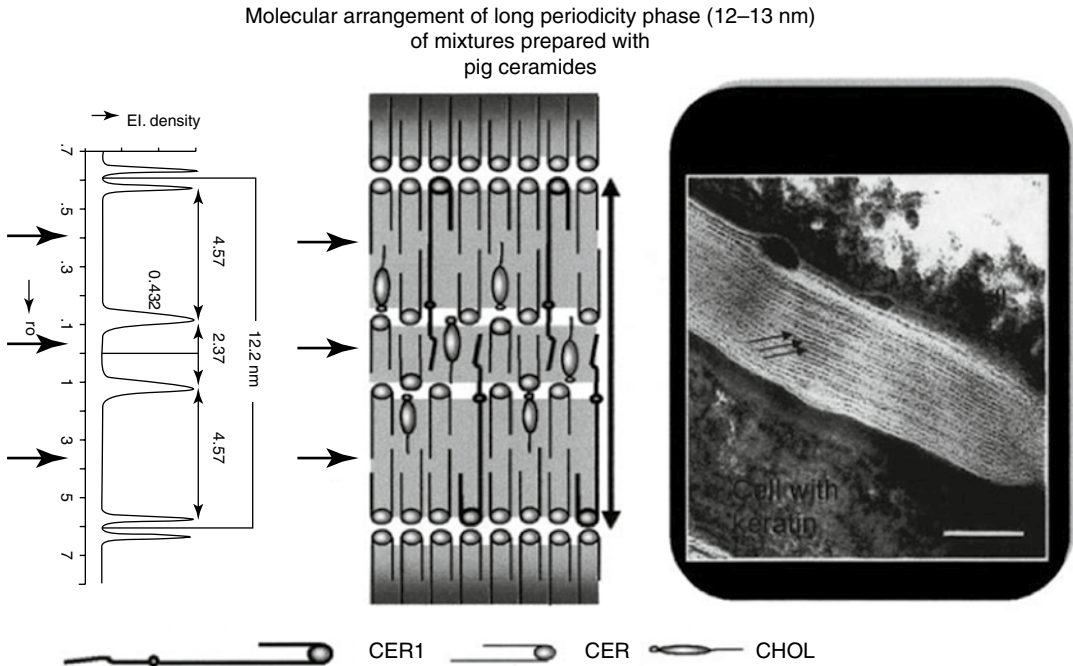 Molecular arrangement of long periodicity phase (12–13 nm)
of mixtures prepared with
pig ceramides
El. density
.7
.5
.3
.1
1
3
5
7
ro
4.57
0.432
2.37
12.2 nm
4.57
Cell with
keratin
CER1
CER
CHOL